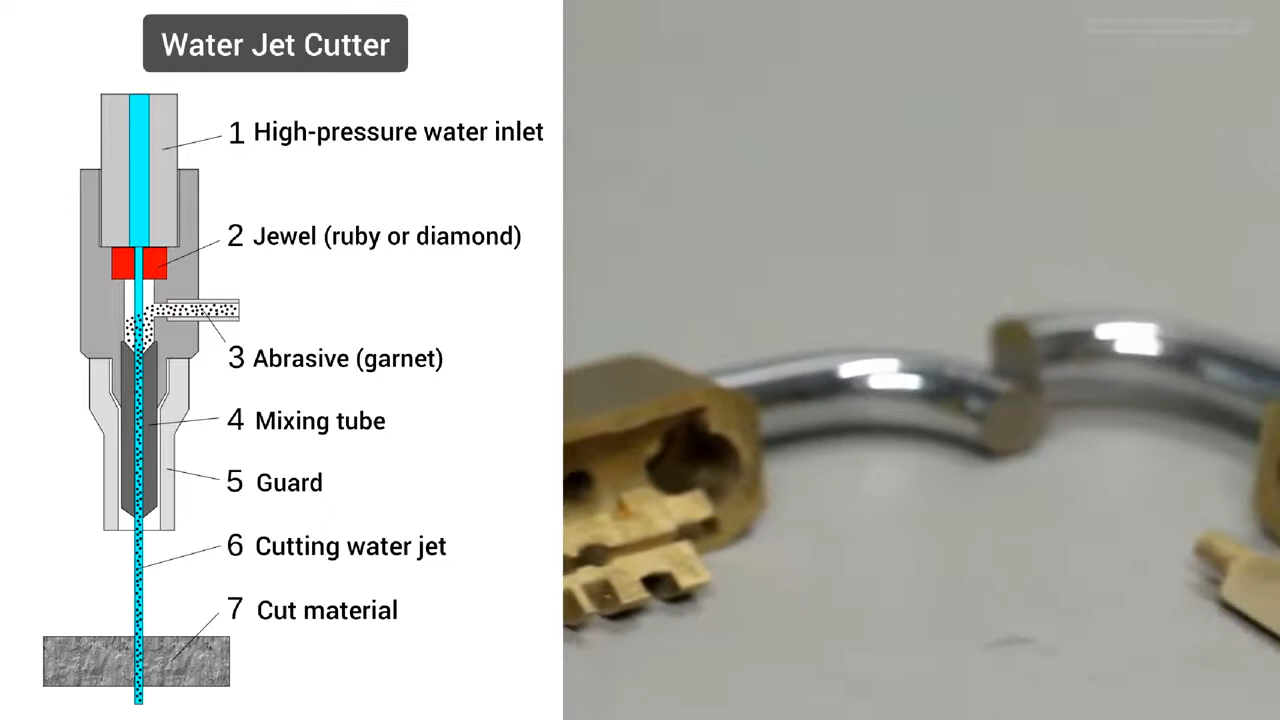 Water Jet Cutter
1 High-pressure water inlet
2 Jewel (ruby or diamond)
3 Abrasive (garnet)
4 Mixing tube
5 Guard
6 Cutting water jet
7 Cut material